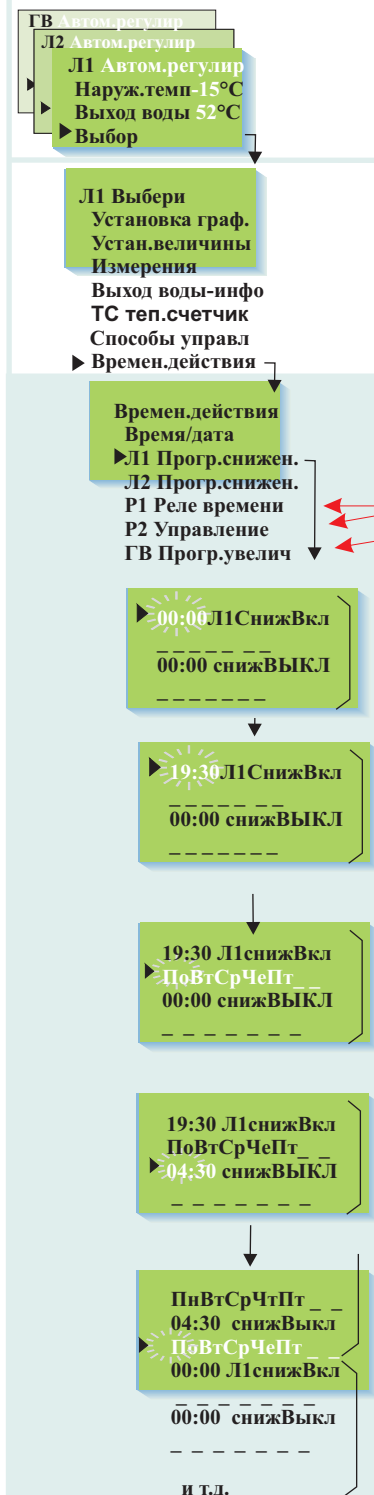 ГВ Автом.регулир
Л2 Автом.регулир
Л1 Автом.регулир
Наруж.темп-15°C
Выход воды 52°C
Выбор
Л1 Выбери
Установка граф.
Устан.величины
Измерения
Выход воды-инфо
ТС теп.счетчик
Способы управл
Времен.действия
Времен.действия
Время/дата
Л1 Прогр.снижен.
Л2 Прогр.снижен.
Р1 Реле времени
Р2 Управление
ГВ Прогр.увелич
00:00 Л1СнижВкл
_ _ _ _ _ _ _
00:00 снижВЫКЛ
_ _ _ _ _ _ _
19:30 Л1СнижВкл
_ _ _ _ _ _ _
00:00 снижВЫКЛ
_ _ _ _ _ _ _
19:30 Л1снижВкл
ПоВтСрЧеПт_ _
00:00 снижВЫКЛ
_ _ _ _ _ _ _
19:30 Л1снижВкл
ПоВтСрЧеПт_ _
04:30 снижВЫКЛ
_ _ _ _ _ _ _
ПнВтСрЧтПт _ _
04:30 снижВыкл
ПоВтСрЧеПт _ _
00:00 Л1снижВкл
_ _ _ _ _ _ _
00:00 снижВыкл
_ _ _ _ _ _ _
и т.д.